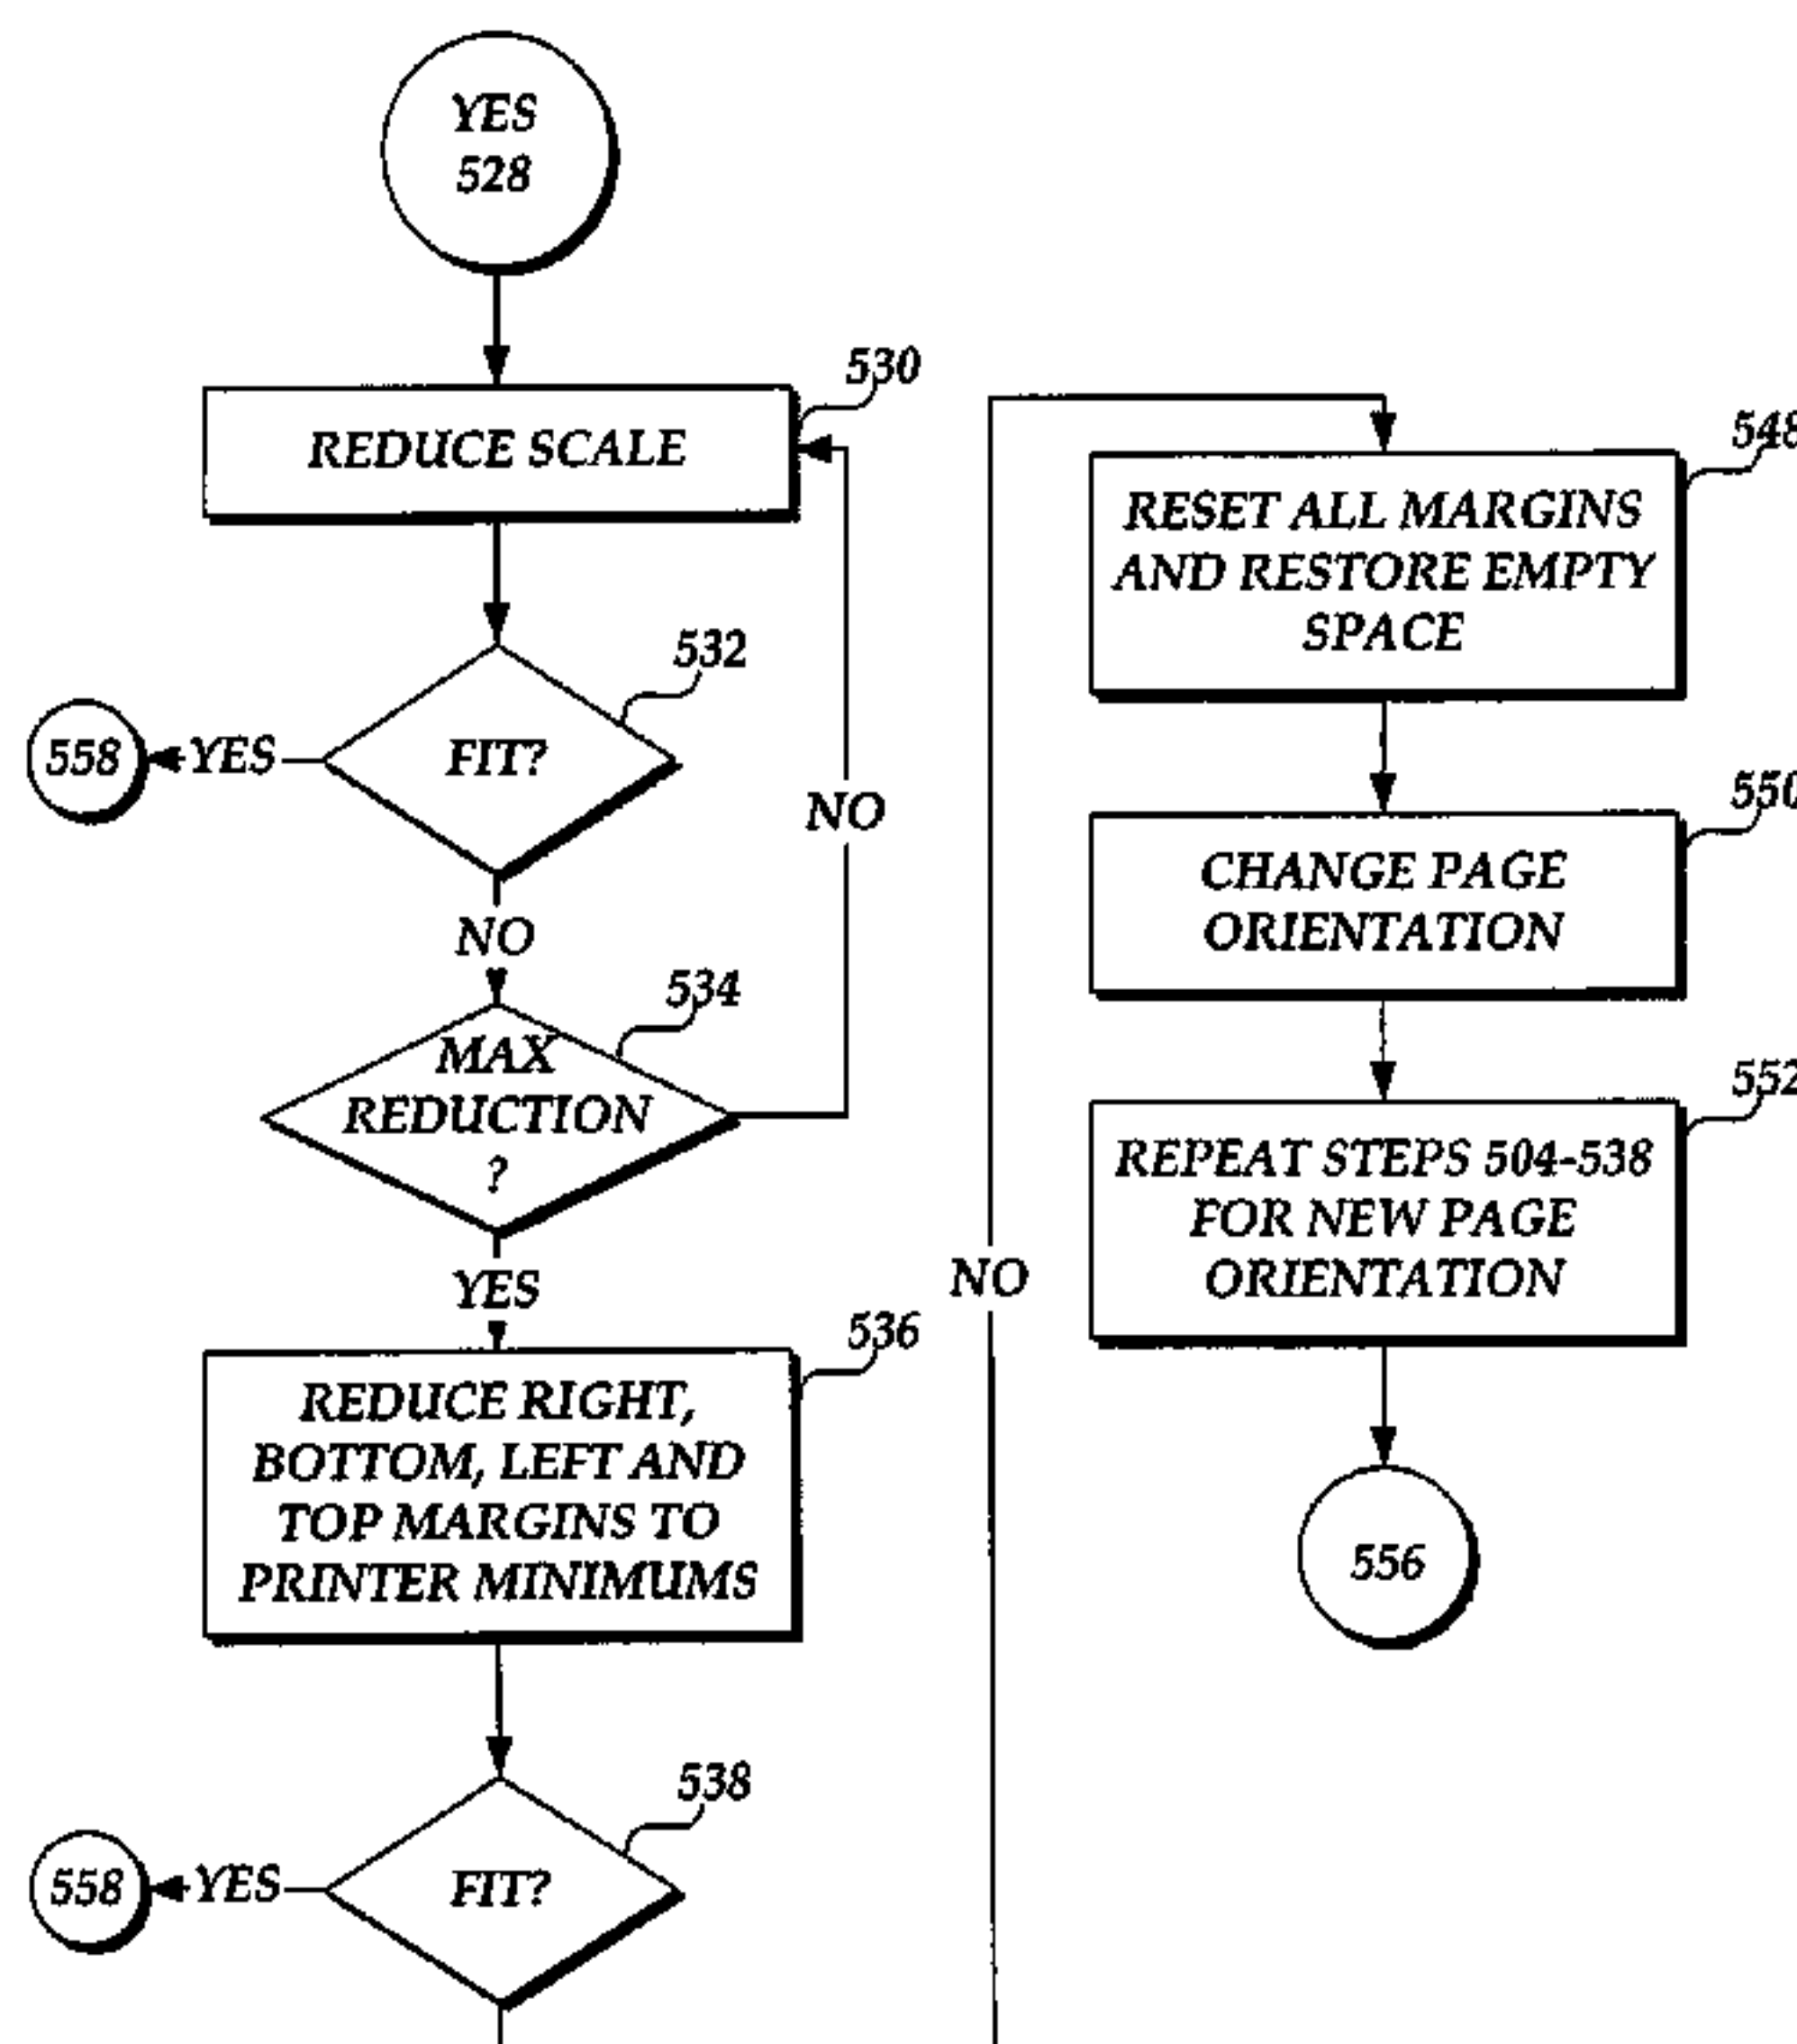 YES
528
530
REDUCE SCALE
532
FIT?
YES
558
NO
NO
534
MAX
REDUCTION
?
YES
536
REDUCE RIGHT,
BOTTOM, LEFT AND
TOP MARGINS TO
PRINTER MINIMUMS
538
FIT?
YES
558
NO
548
RESET ALL MARGINS
AND RESTORE EMPTY
SPACE
550
CHANGE PAGE
ORIENTATION
552
REPEAT STEPS 504-538
FOR NEW PAGE
ORIENTATION
556